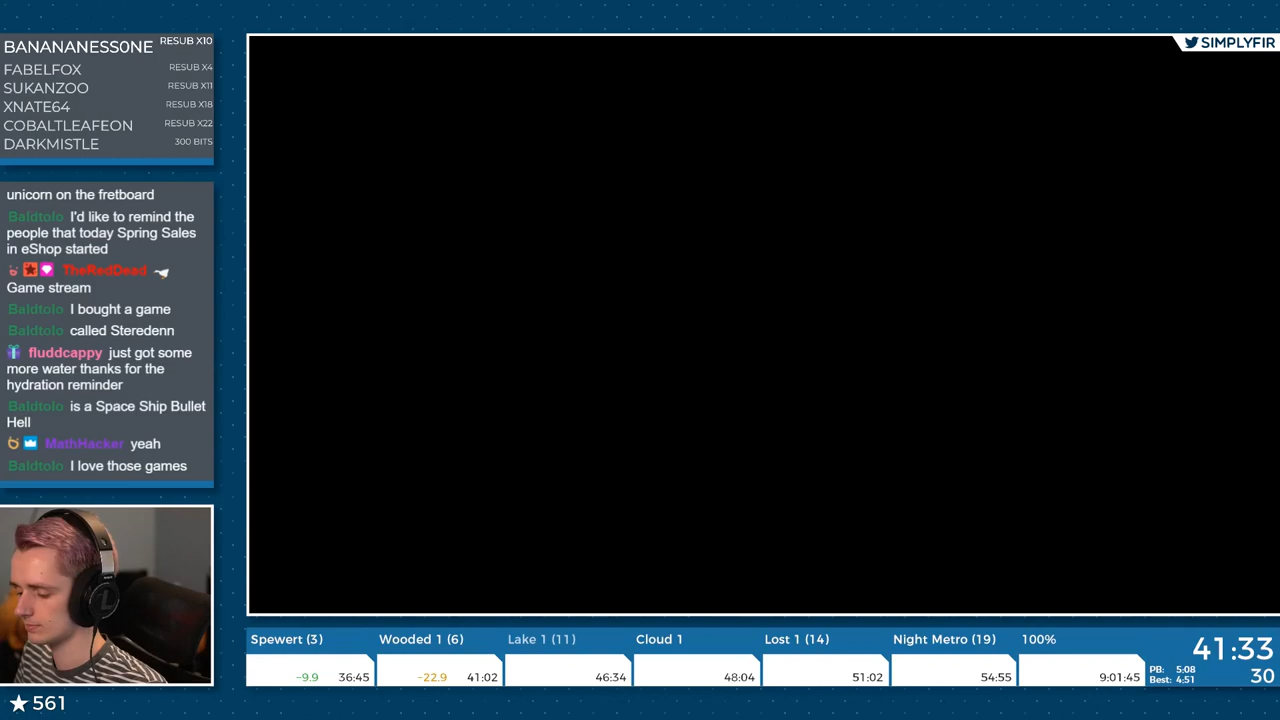 BANANANESSONE RESUB X10
FABELFOX RESUB X4
SUKANZOO RESUB X11
XNATE64 RESUB X18
COBALTLEAFEON RESUB X22
DARKMISTLE 300 BITS
unicorn on the fretboard
Baldtolo I'd like to remind the
people that today Spring Sales
in eShop started
TheRedDead
Game stream
Baldtolo I bought a game
Baldtolo called Steredenn
fluddcappy just got some
more water thanks for the
hydration reminder
Baldtolo is a Space Ship Bullet
Hell
MathHacker yeah
Baldtolo I love those games
SIMPLYFIR
Spewert (3) Wooded 1 (6) Lake 1 (11) Cloud 1 Lost 1 (14) Night Metro (19) 100%
-9.9 36:45 -22.9 41:02 46:34 48:04 51:02 54:55 9:01:45
41:33
30
PB: 5:08
Best: 4:51
★ 561